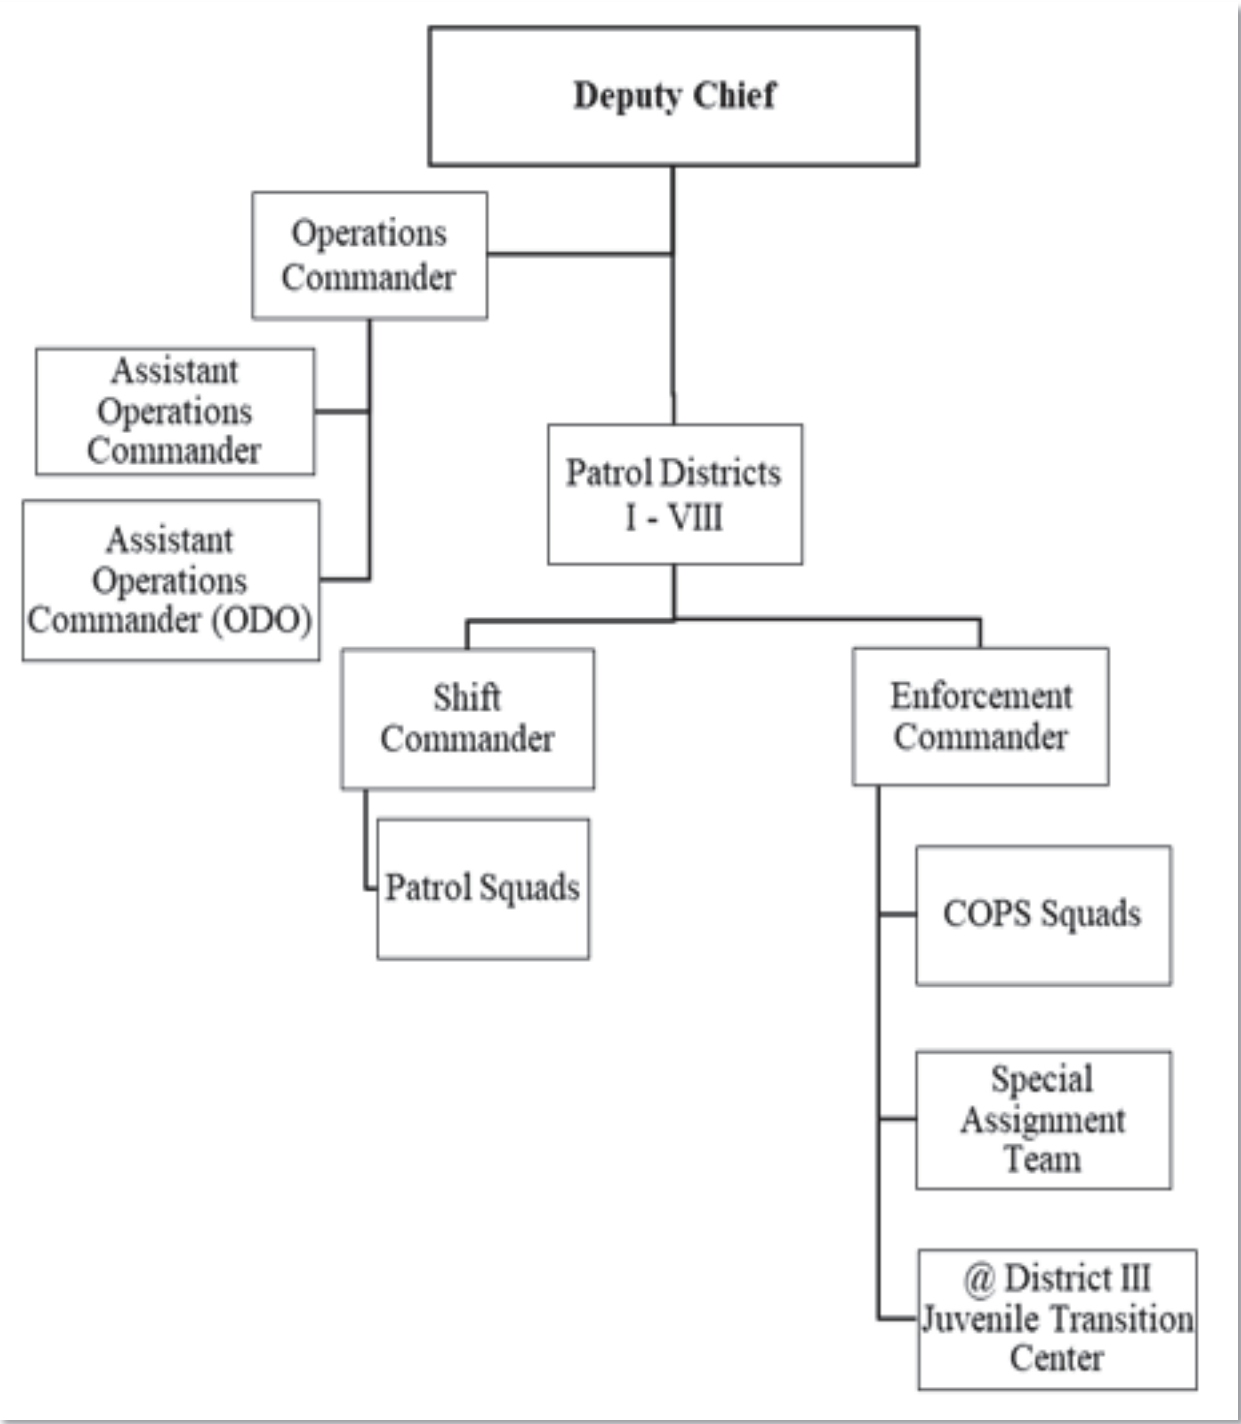 Deputy Chief
Operations
Commander
Assistant
Operations
Commander
Assistant
Operations
Commander (ODO)
Patrol Districts
I - VIII
Shift
Commander
Patrol Squads
Enforcement
Commander
COPS Squads
Special
Assignment
Team
@ District III
Juvenile Transition
Center